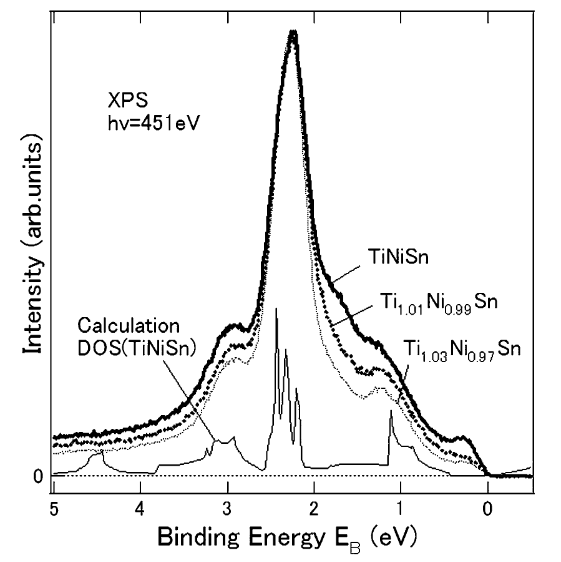 XPS
hν=451eV
Intensity (arb.units)
TiNiSn
Ti1.01Ni0.99Sn
Calculation
DOS(TiNiSn)
Ti1.03Ni0.97Sn
0
5 4 3 2 1 0
Binding Energy EB (eV)